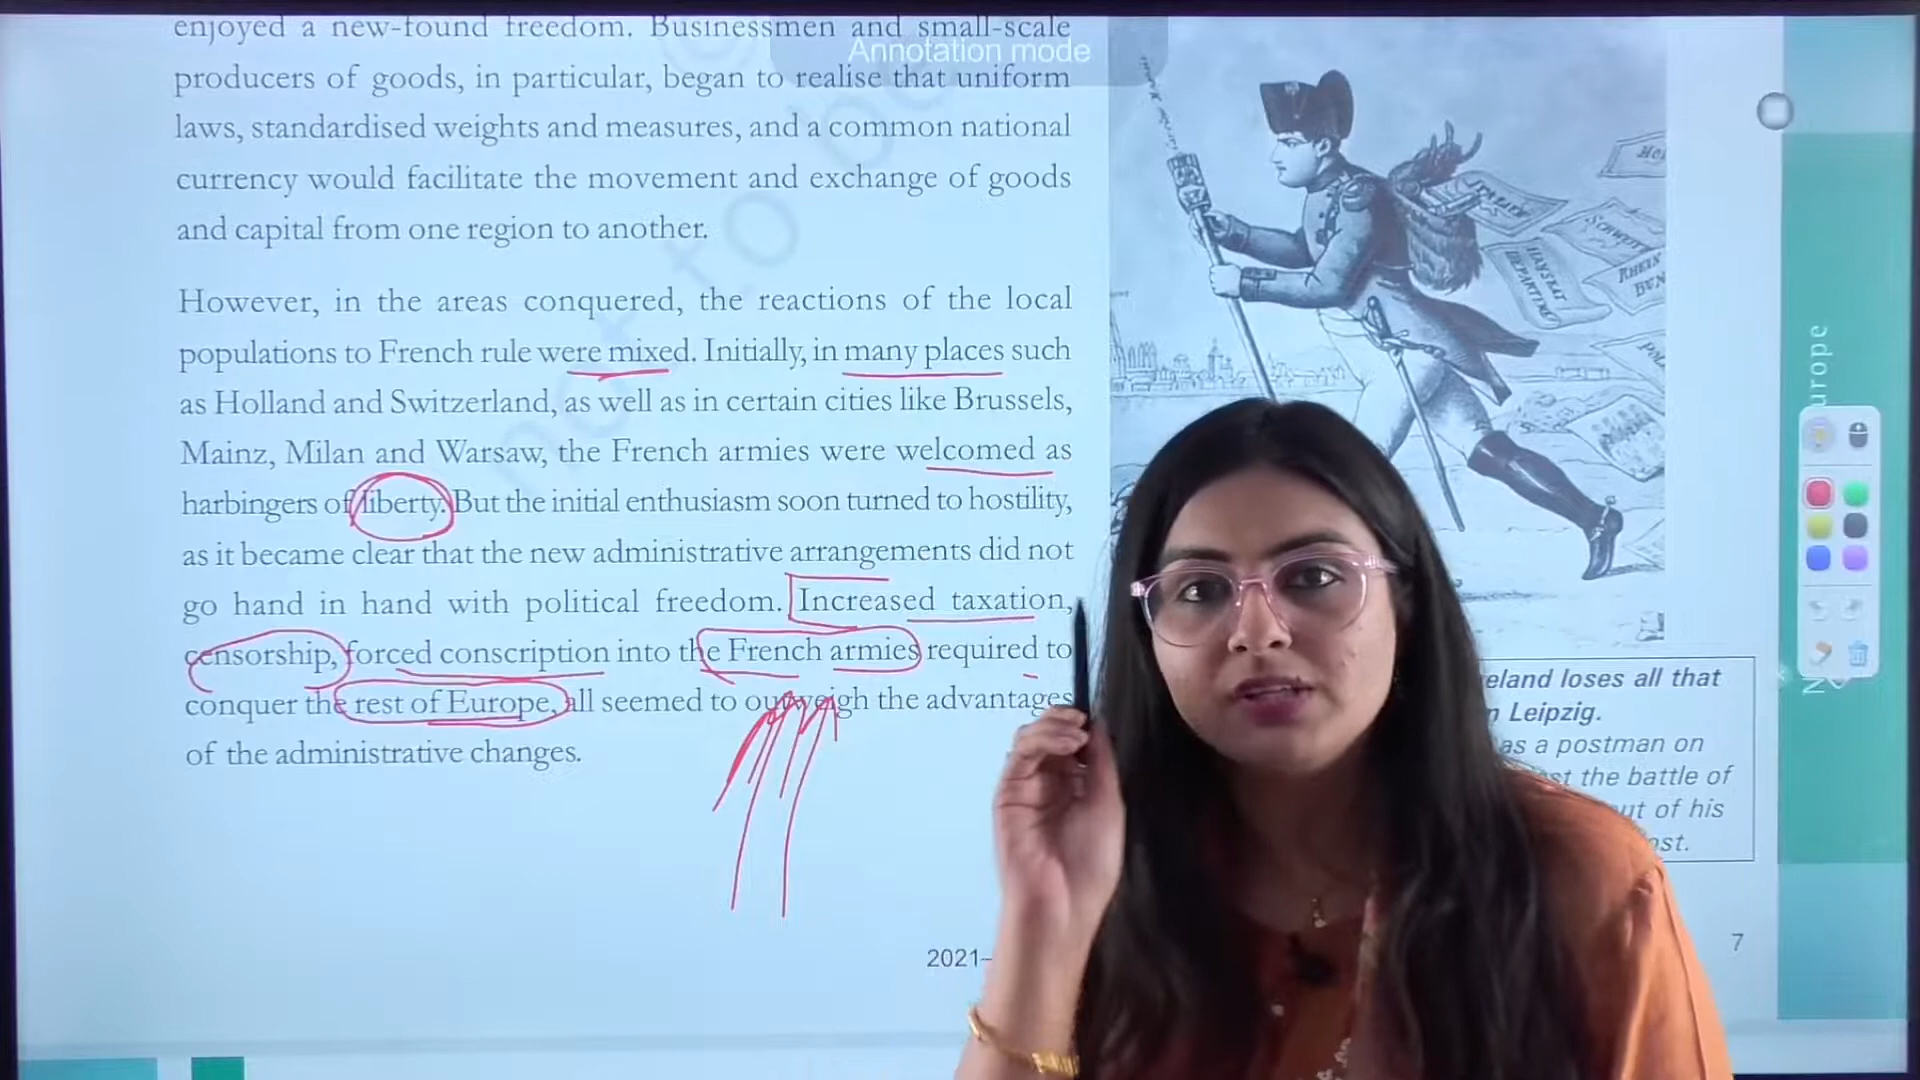 enjoyed a new-found freedom. Businessmen and small-scale
Annotation mode
producers of goods, in particular, began to realise that uniform
laws, standardised weights and measures, and a common national
currency would facilitate the movement and exchange of goods
and capital from one region to another.
However, in the areas conquered, the reactions of the local
populations to French rule were mixed. Initially, in many places such
as Holland and Switzerland, as well as in certain cities like Brussels,
Mainz, Milan and Warsaw, the French armies were welcomed as
harbingers of liberty. But the initial enthusiasm soon turned to hostility,
as it became clear that the new administrative arrangements did not
go hand in hand with political freedom. Increased taxation,
censorship, forced conscription into the French armies required to
conquer the rest of Europe, all seemed to outweigh the advantages
of the administrative changes.
eland loses all that
n Leipzig.
as a postman on
st the battle of
ut of his
ost.
urope
N
2021–
7
not to be
RHEIN
BUN